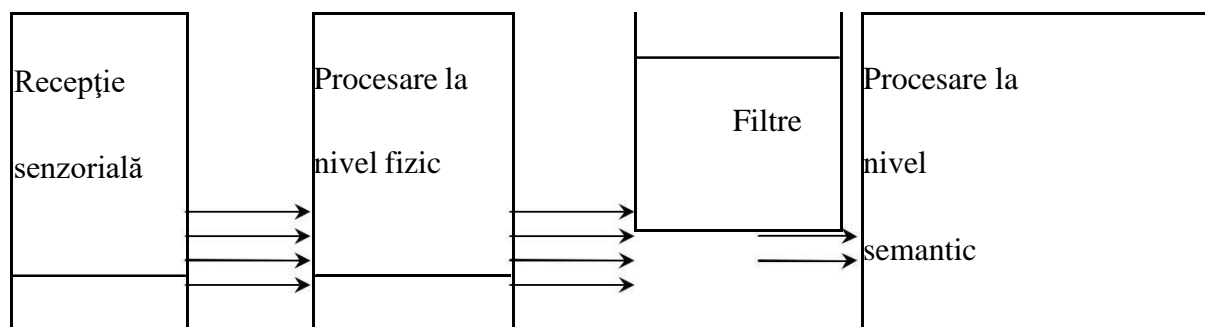 Recepţie
senzorială
Procesare la
nivel fizic
Filtre
Procesare la
nivel
semantic